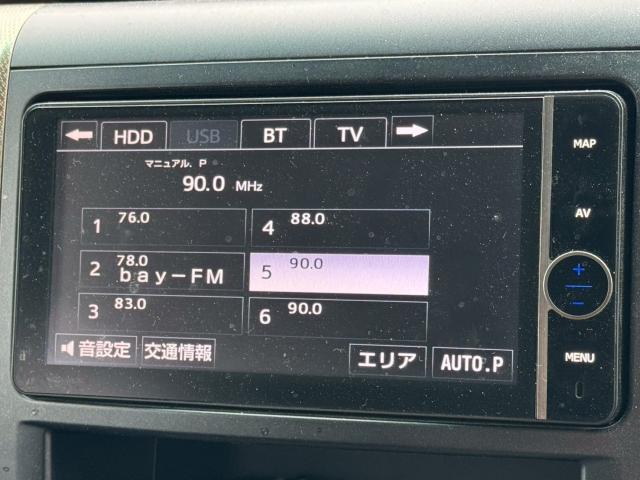 HDD USB BT TV
マニュアル. P
90.0 MHz
1 76.0
2 78.0 bay-FM
3 83.0
4 88.0
5 90.0
6 90.0
音設定 交通情報 エリア AUTO.P
MAP
AV
+
−
MENU